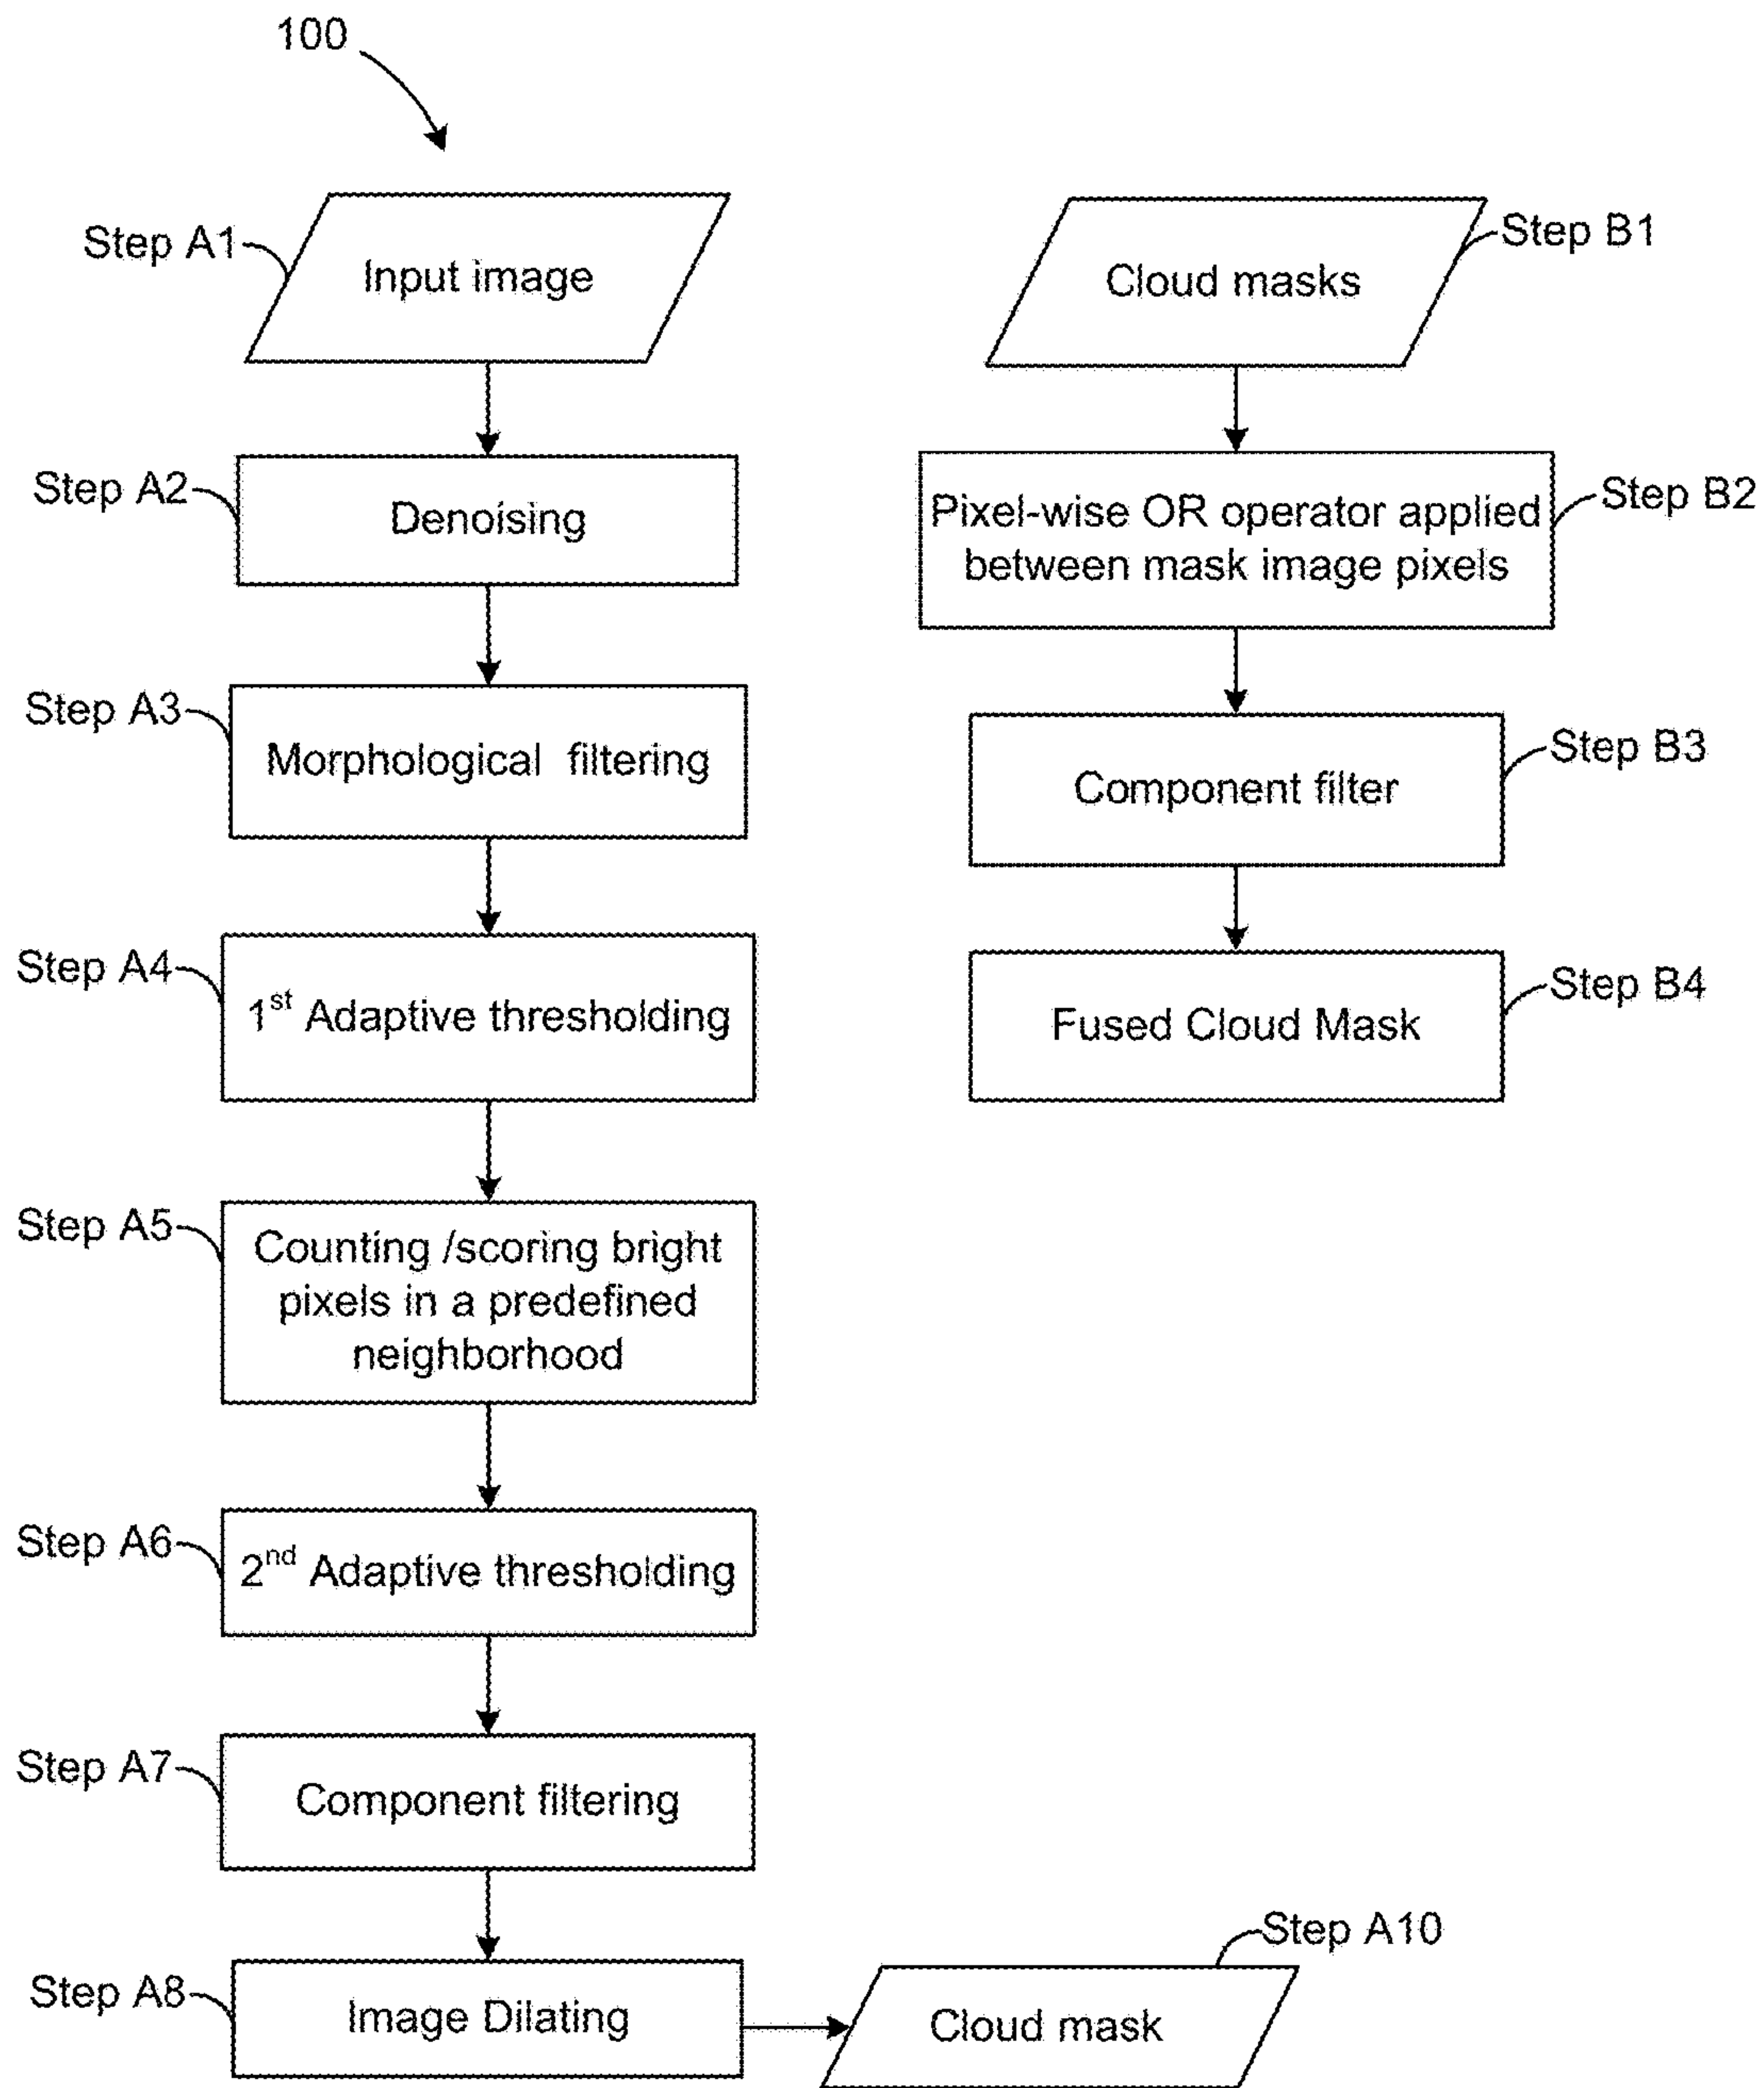 100
Step A1
Input image
Step A2
Denoising
Step A3
Morphological filtering
Step A4
1st Adaptive thresholding
Step A5
Counting /scoring bright
pixels in a predefined
neighborhood
Step A6
2nd Adaptive thresholding
Step A7
Component filtering
Step A8
Image Dilating
Step A10
Cloud mask
Step B1
Cloud masks
Step B2
Pixel-wise OR operator applied
between mask image pixels
Step B3
Component filter
Step B4
Fused Cloud Mask